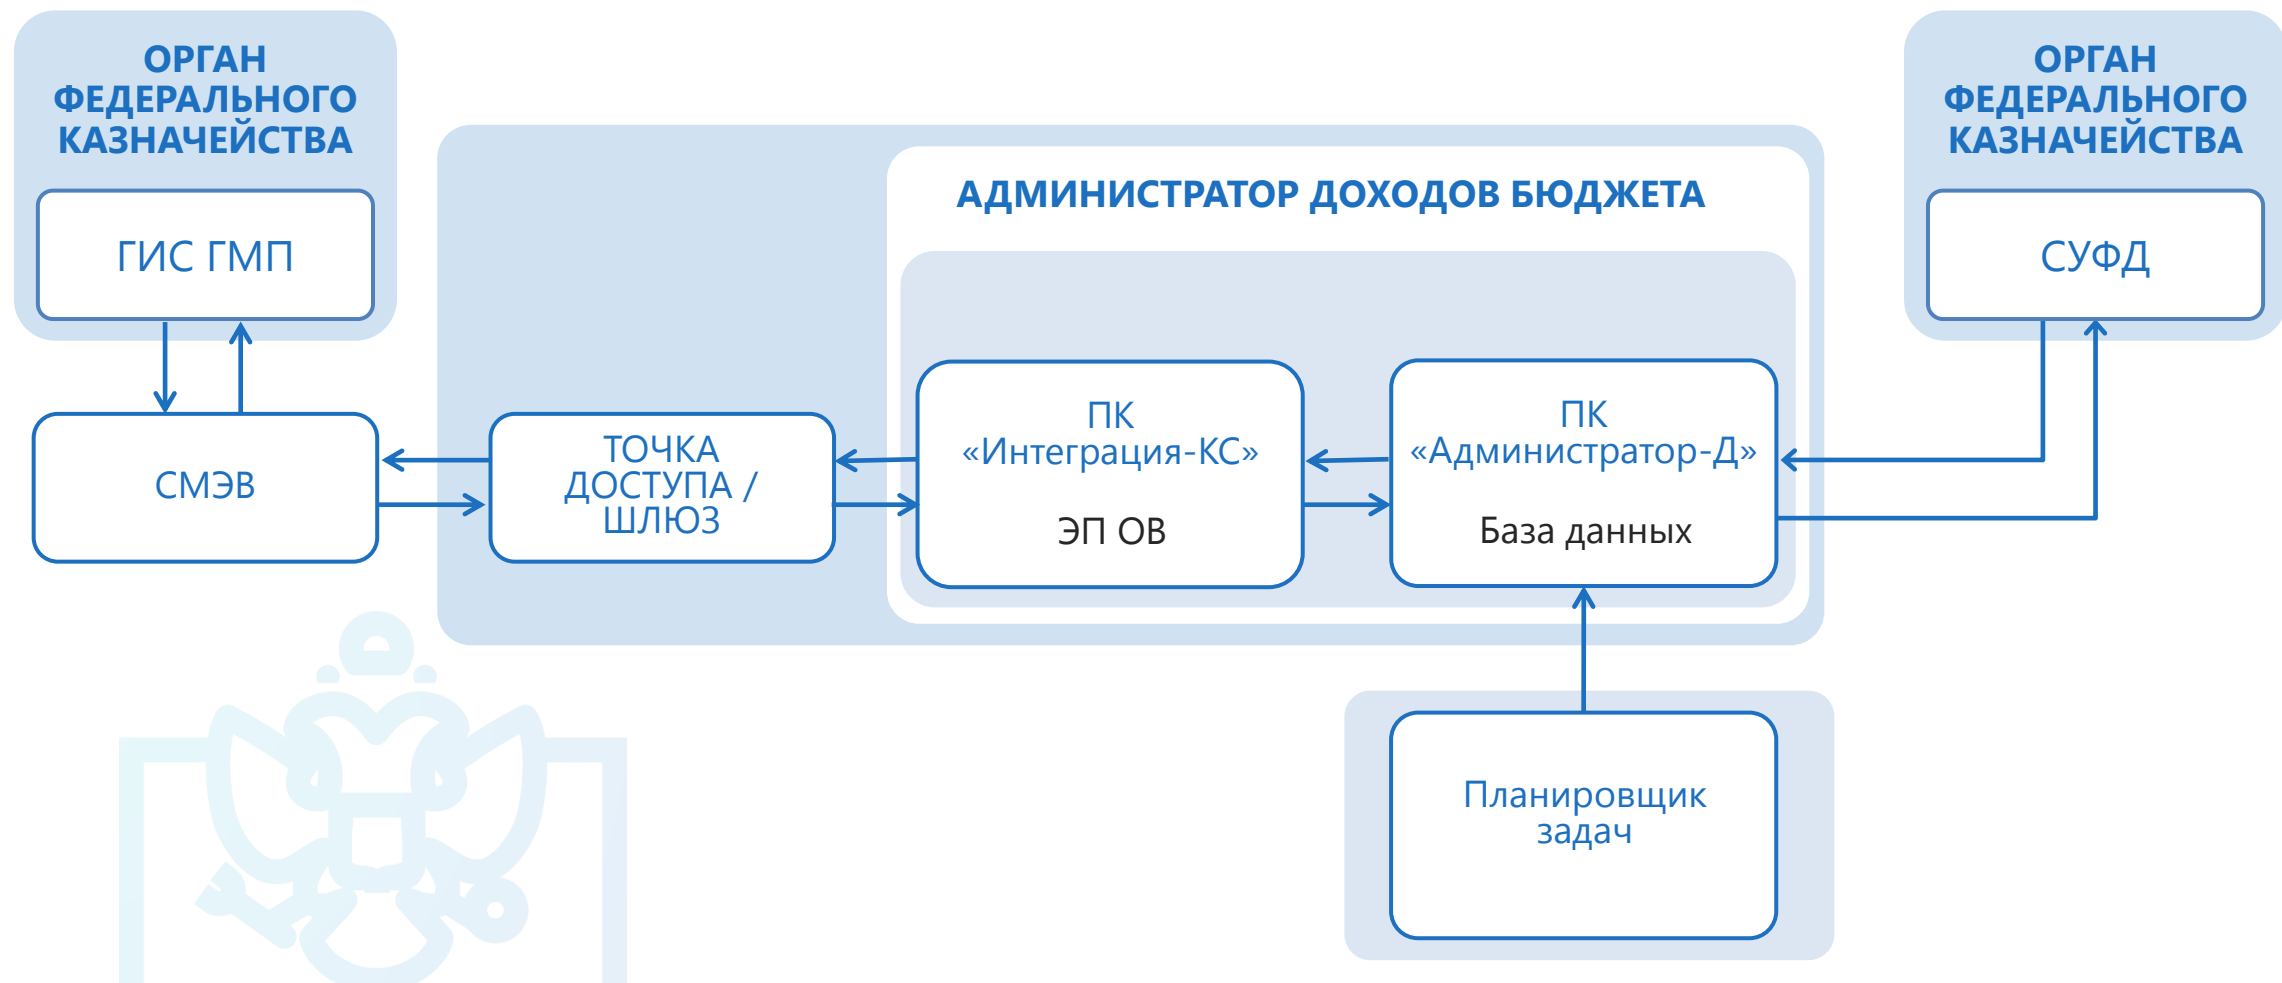 ОРГАН
ФЕДЕРАЛЬНОГО
КАЗНАЧЕЙСТВА
ГИС ГМП
СМЭВ
ТОЧКА
ДОСТУПА /
ШЛЮЗ
АДМИНИСТРАТОР ДОХОДОВ БЮДЖЕТА
ПК
«Интеграция-КС»
ЭП ОВ
ПК
«Администратор-Д»
База данных
Планировщик
задач
ОРГАН
ФЕДЕРАЛЬНОГО
КАЗНАЧЕЙСТВА
СУФД